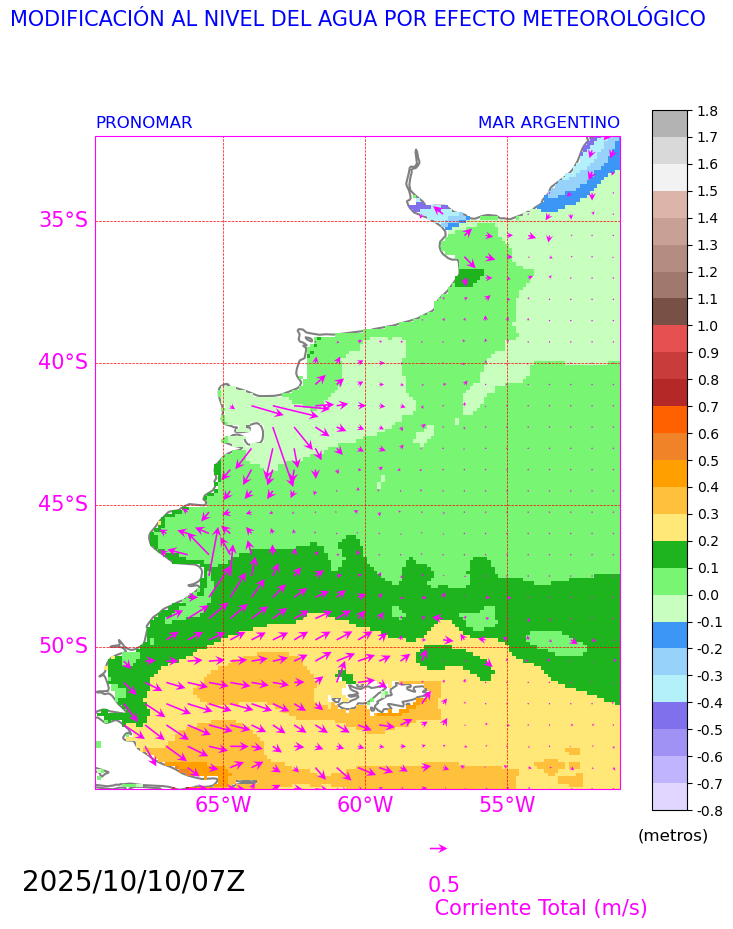 MODIFICACIÓN AL NIVEL DEL AGUA POR EFECTO METEOROLÓGICO
PRONOMAR
MAR ARGENTINO
35°S
40°S
45°S
50°S
65°W
60°W
55°W
1.8
1.7
1.6
1.5
1.4
1.3
1.2
1.1
1.0
0.9
0.8
0.7
0.6
0.5
0.4
0.3
0.2
0.1
0.0
-0.1
-0.2
-0.3
-0.4
-0.5
-0.6
-0.7
-0.8
(metros)
2025/10/10/07Z
0.5
Corriente Total (m/s)